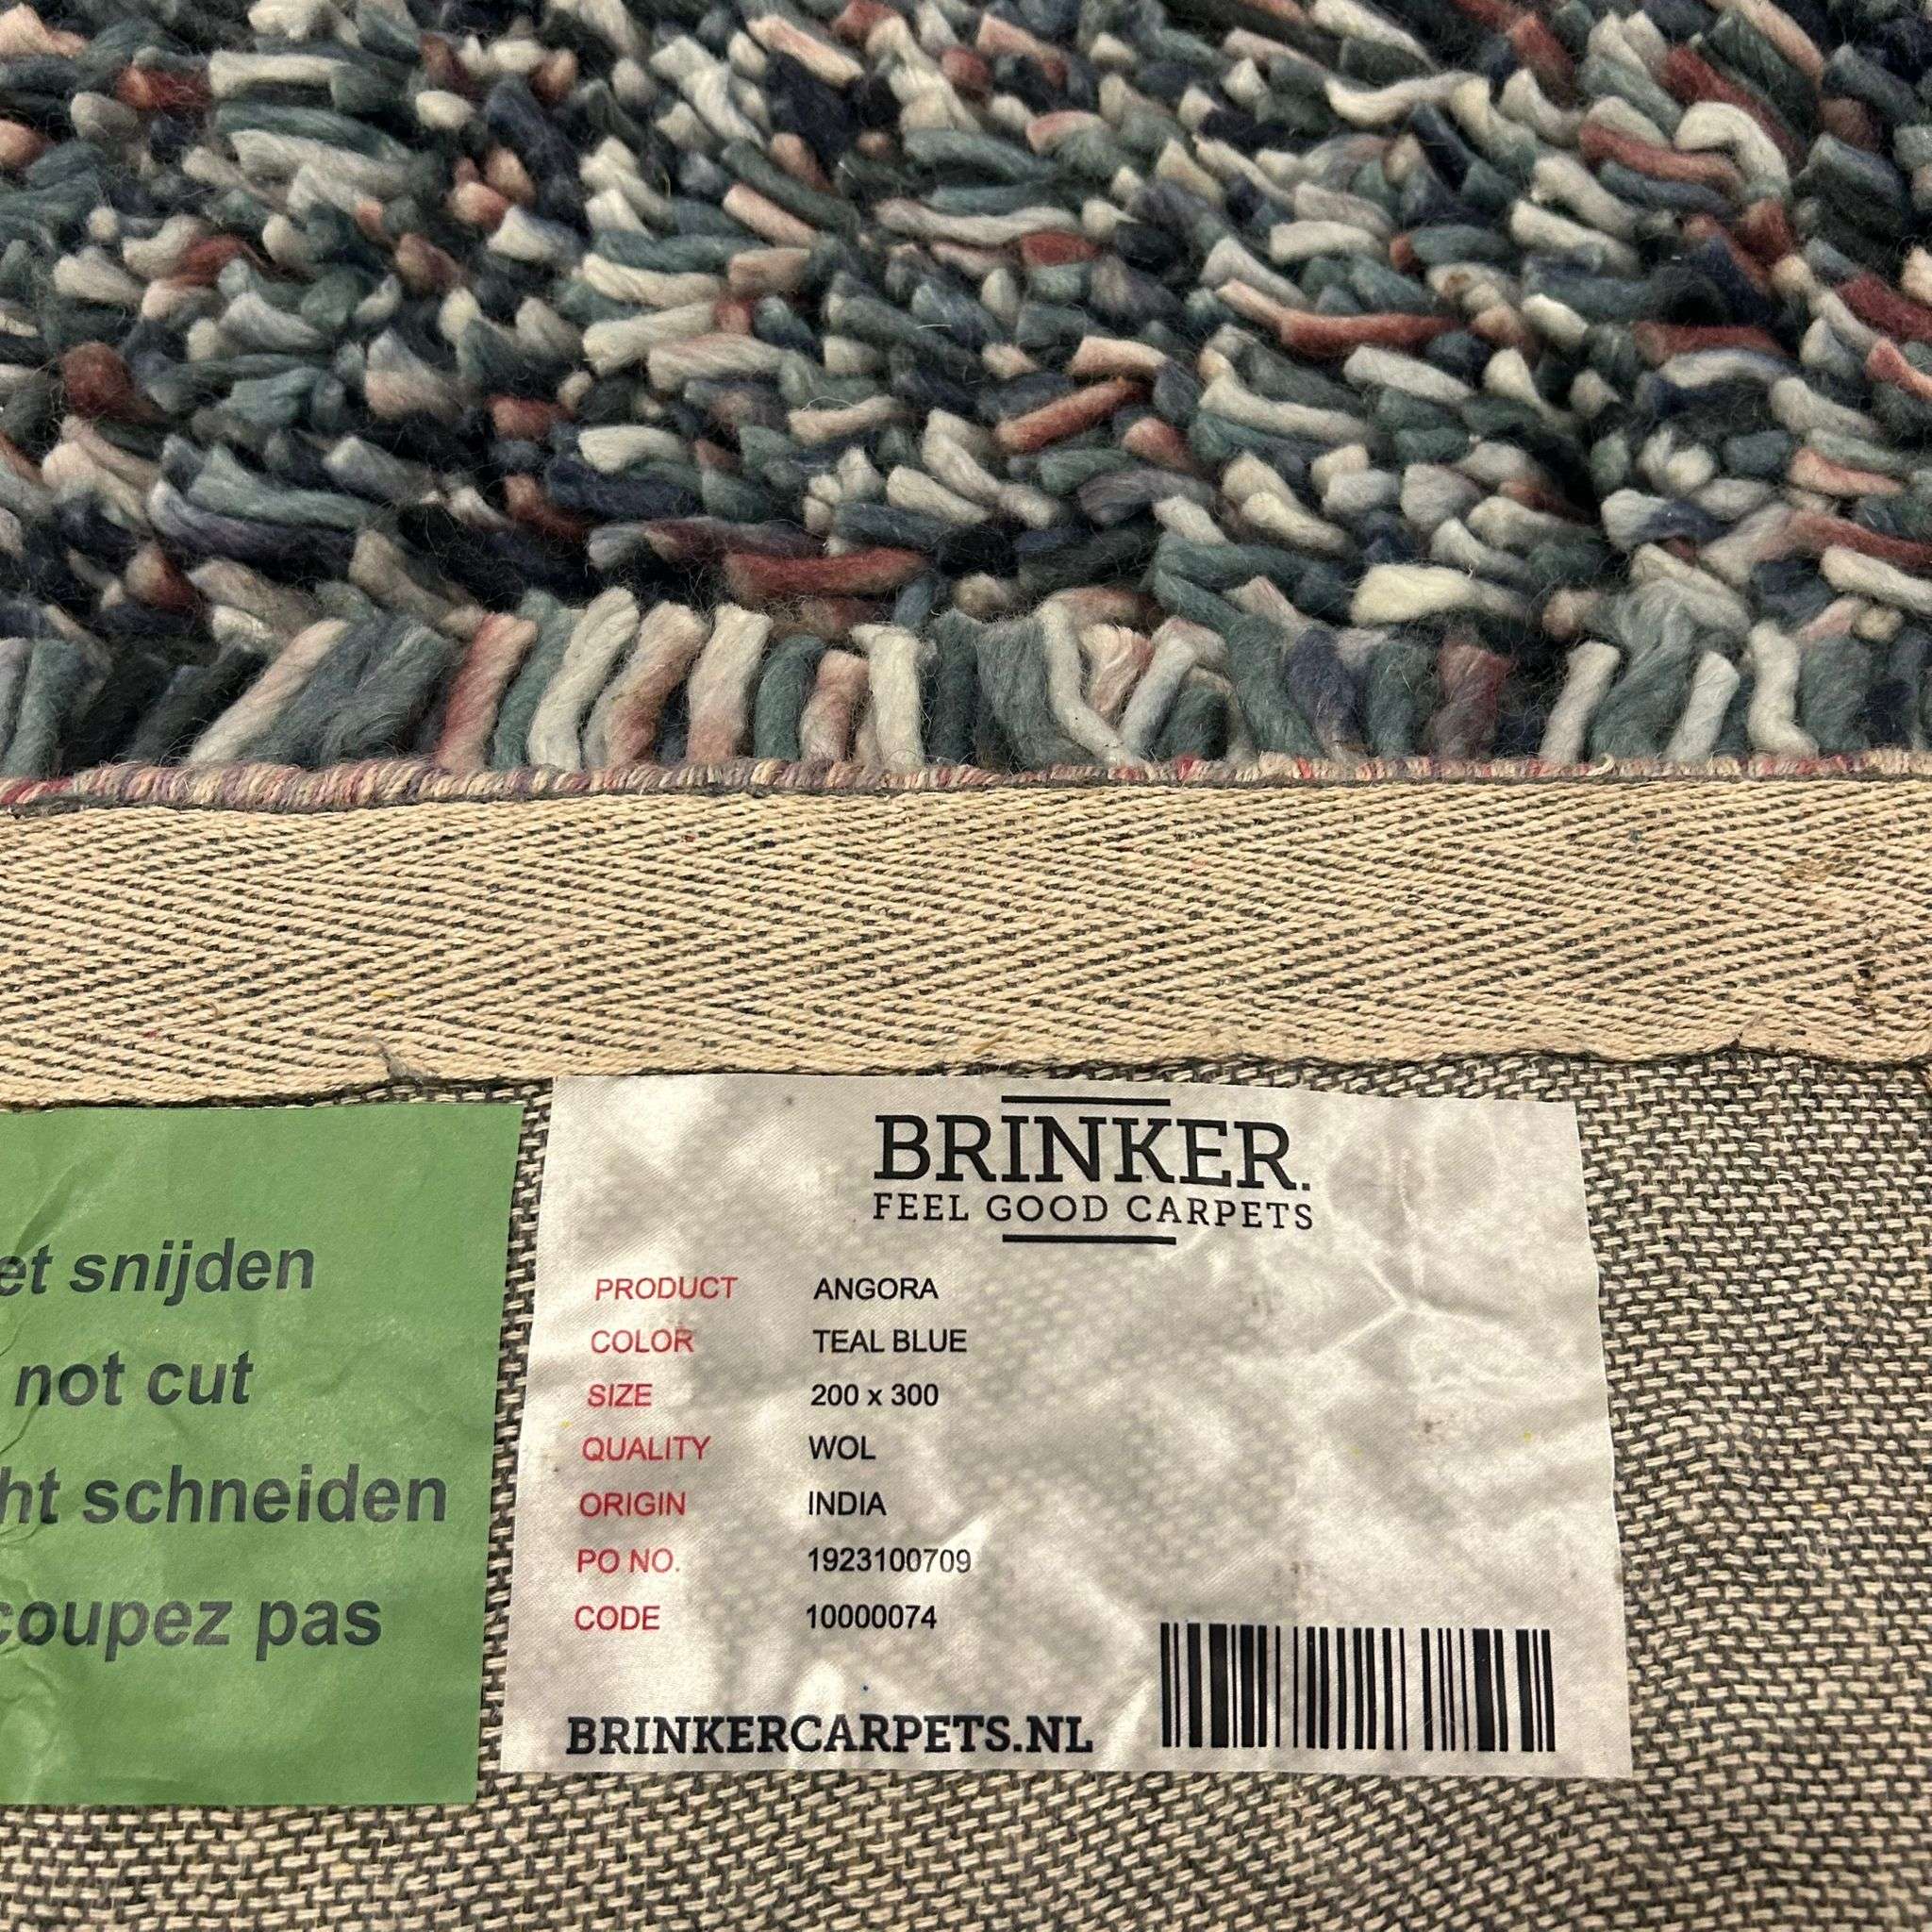 et snijden
not cut
ht schneiden
coupez pas
BRINKER.
FEEL GOOD CARPETS
PRODUCT ANGORA
COLOR TEAL BLUE
SIZE 200 x 300
QUALITY WOL
ORIGIN INDIA
PO NO. 1923100709
CODE 10000074
BRINKERCARPETS.NL